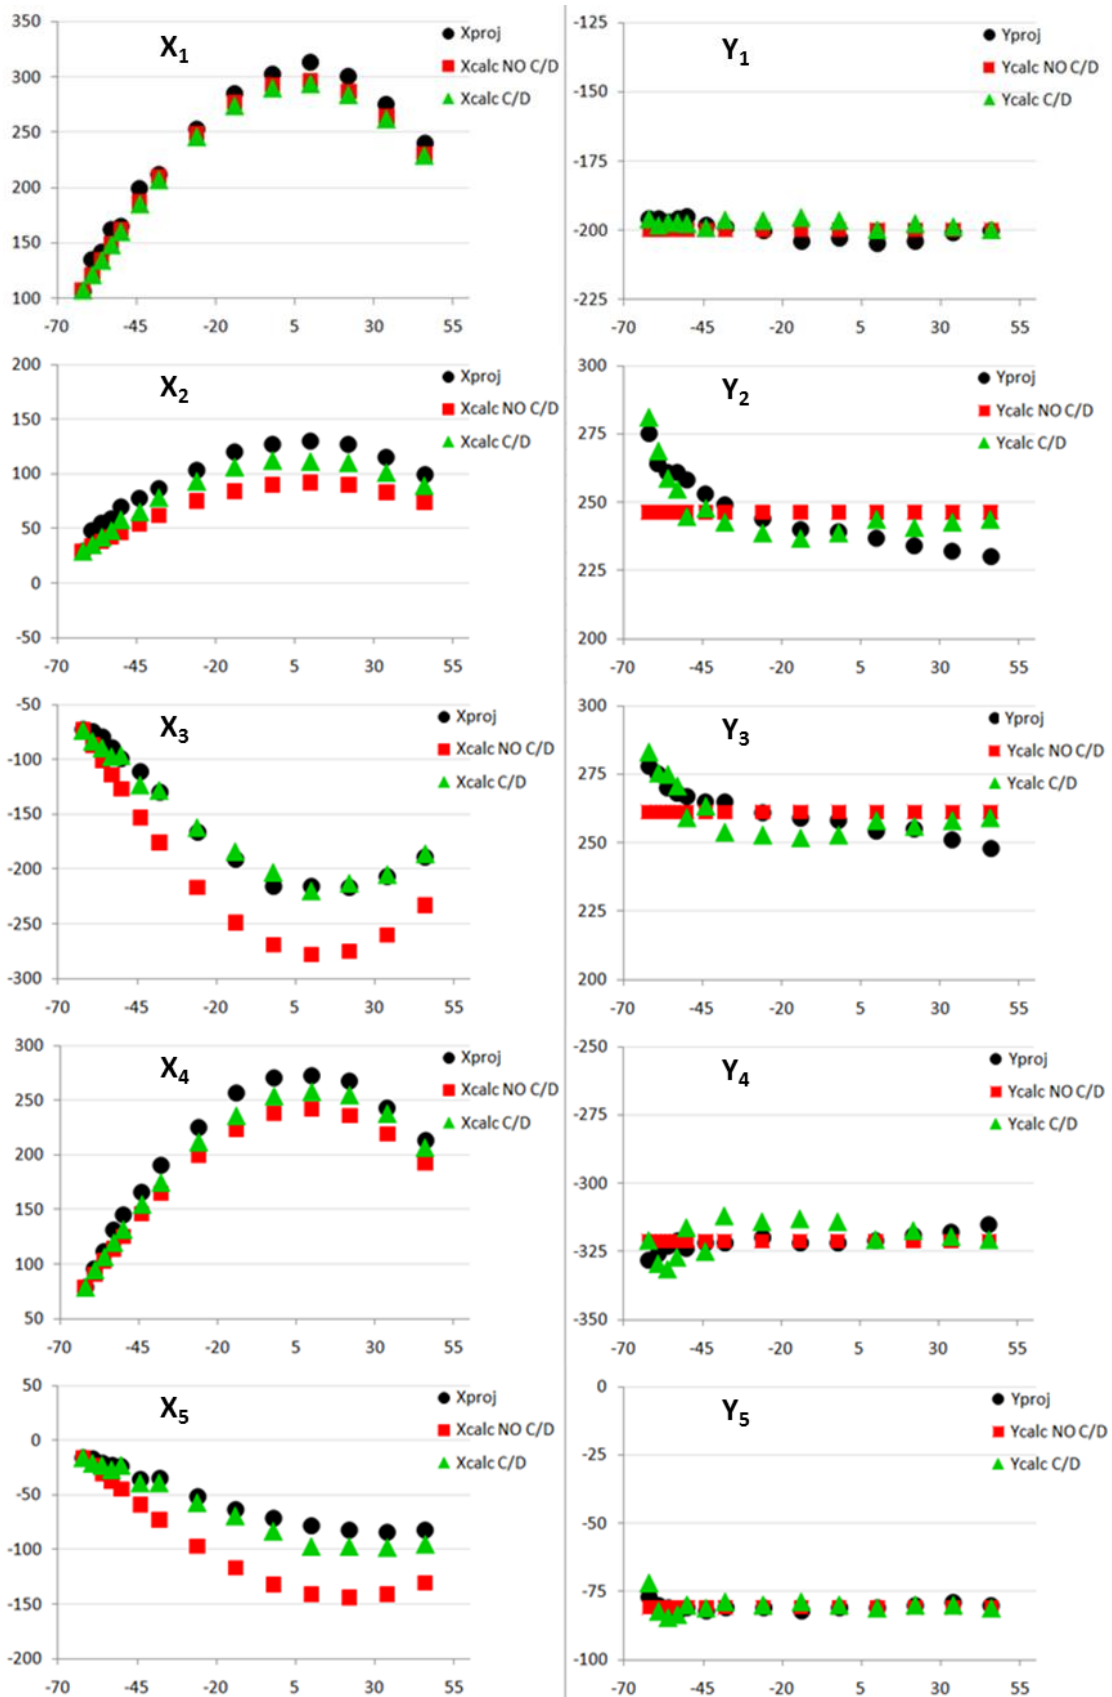 X1
350
300
250
200
150
100
-70 -45 -20 5 30 55
Xproj
Xcalc NO C/D
Xcalc C/D
Y1
-125
-150
-175
-200
-225
-70 -45 -20 5 30 55
Yproj
Ycalc NO C/D
Ycalc C/D
X2
200
150
100
50
0
-50
-70 -45 -20 5 30 55
Xproj
Xcalc NO C/D
Xcalc C/D
Y2
300
275
250
225
200
-70 -45 -20 5 30 55
Yproj
Ycalc NO C/D
Ycalc C/D
X3
-50
-100
-150
-200
-250
-300
-70 -45 -20 5 30 55
Xproj
Xcalc NO C/D
Xcalc C/D
Y3
300
275
250
225
200
-70 -45 -20 5 30 55
Yproj
Ycalc NO C/D
Ycalc C/D
X4
300
250
200
150
100
50
-70 -45 -20 5 30 55
Xproj
Xcalc NO C/D
Xcalc C/D
Y4
-250
-275
-300
-325
-350
-70 -45 -20 5 30 55
Yproj
Ycalc NO C/D
Ycalc C/D
X5
50
0
-50
-100
-150
-200
-70 -45 -20 5 30 55
Xproj
Xcalc NO C/D
Xcalc C/D
Y5
0
-25
-50
-75
-100
-70 -45 -20 5 30 55
Yproj
Ycalc NO C/D
Ycalc C/D